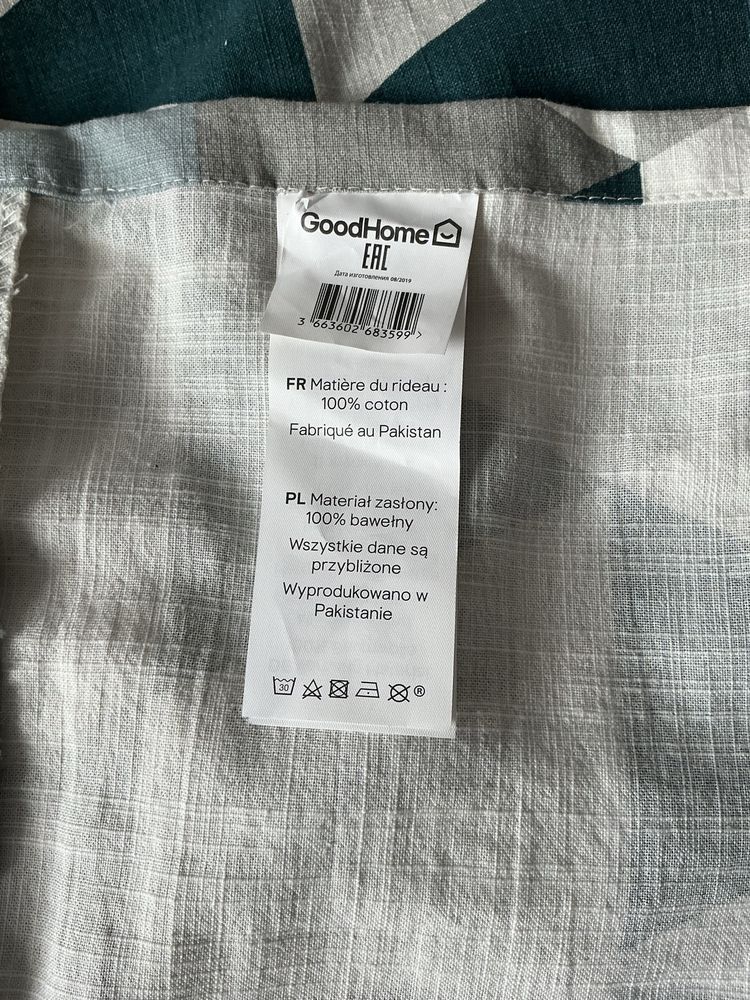 GoodHome
EAC
Дата изготовления 08/2019
3 663602 683599 >
FR Matière du rideau :
100% coton
Fabriqué au Pakistan
PL Materiał zasłony:
100% bawełny
Wszystkie dane są
przybliżone
Wyprodukowano w
Pakistanie
30
®